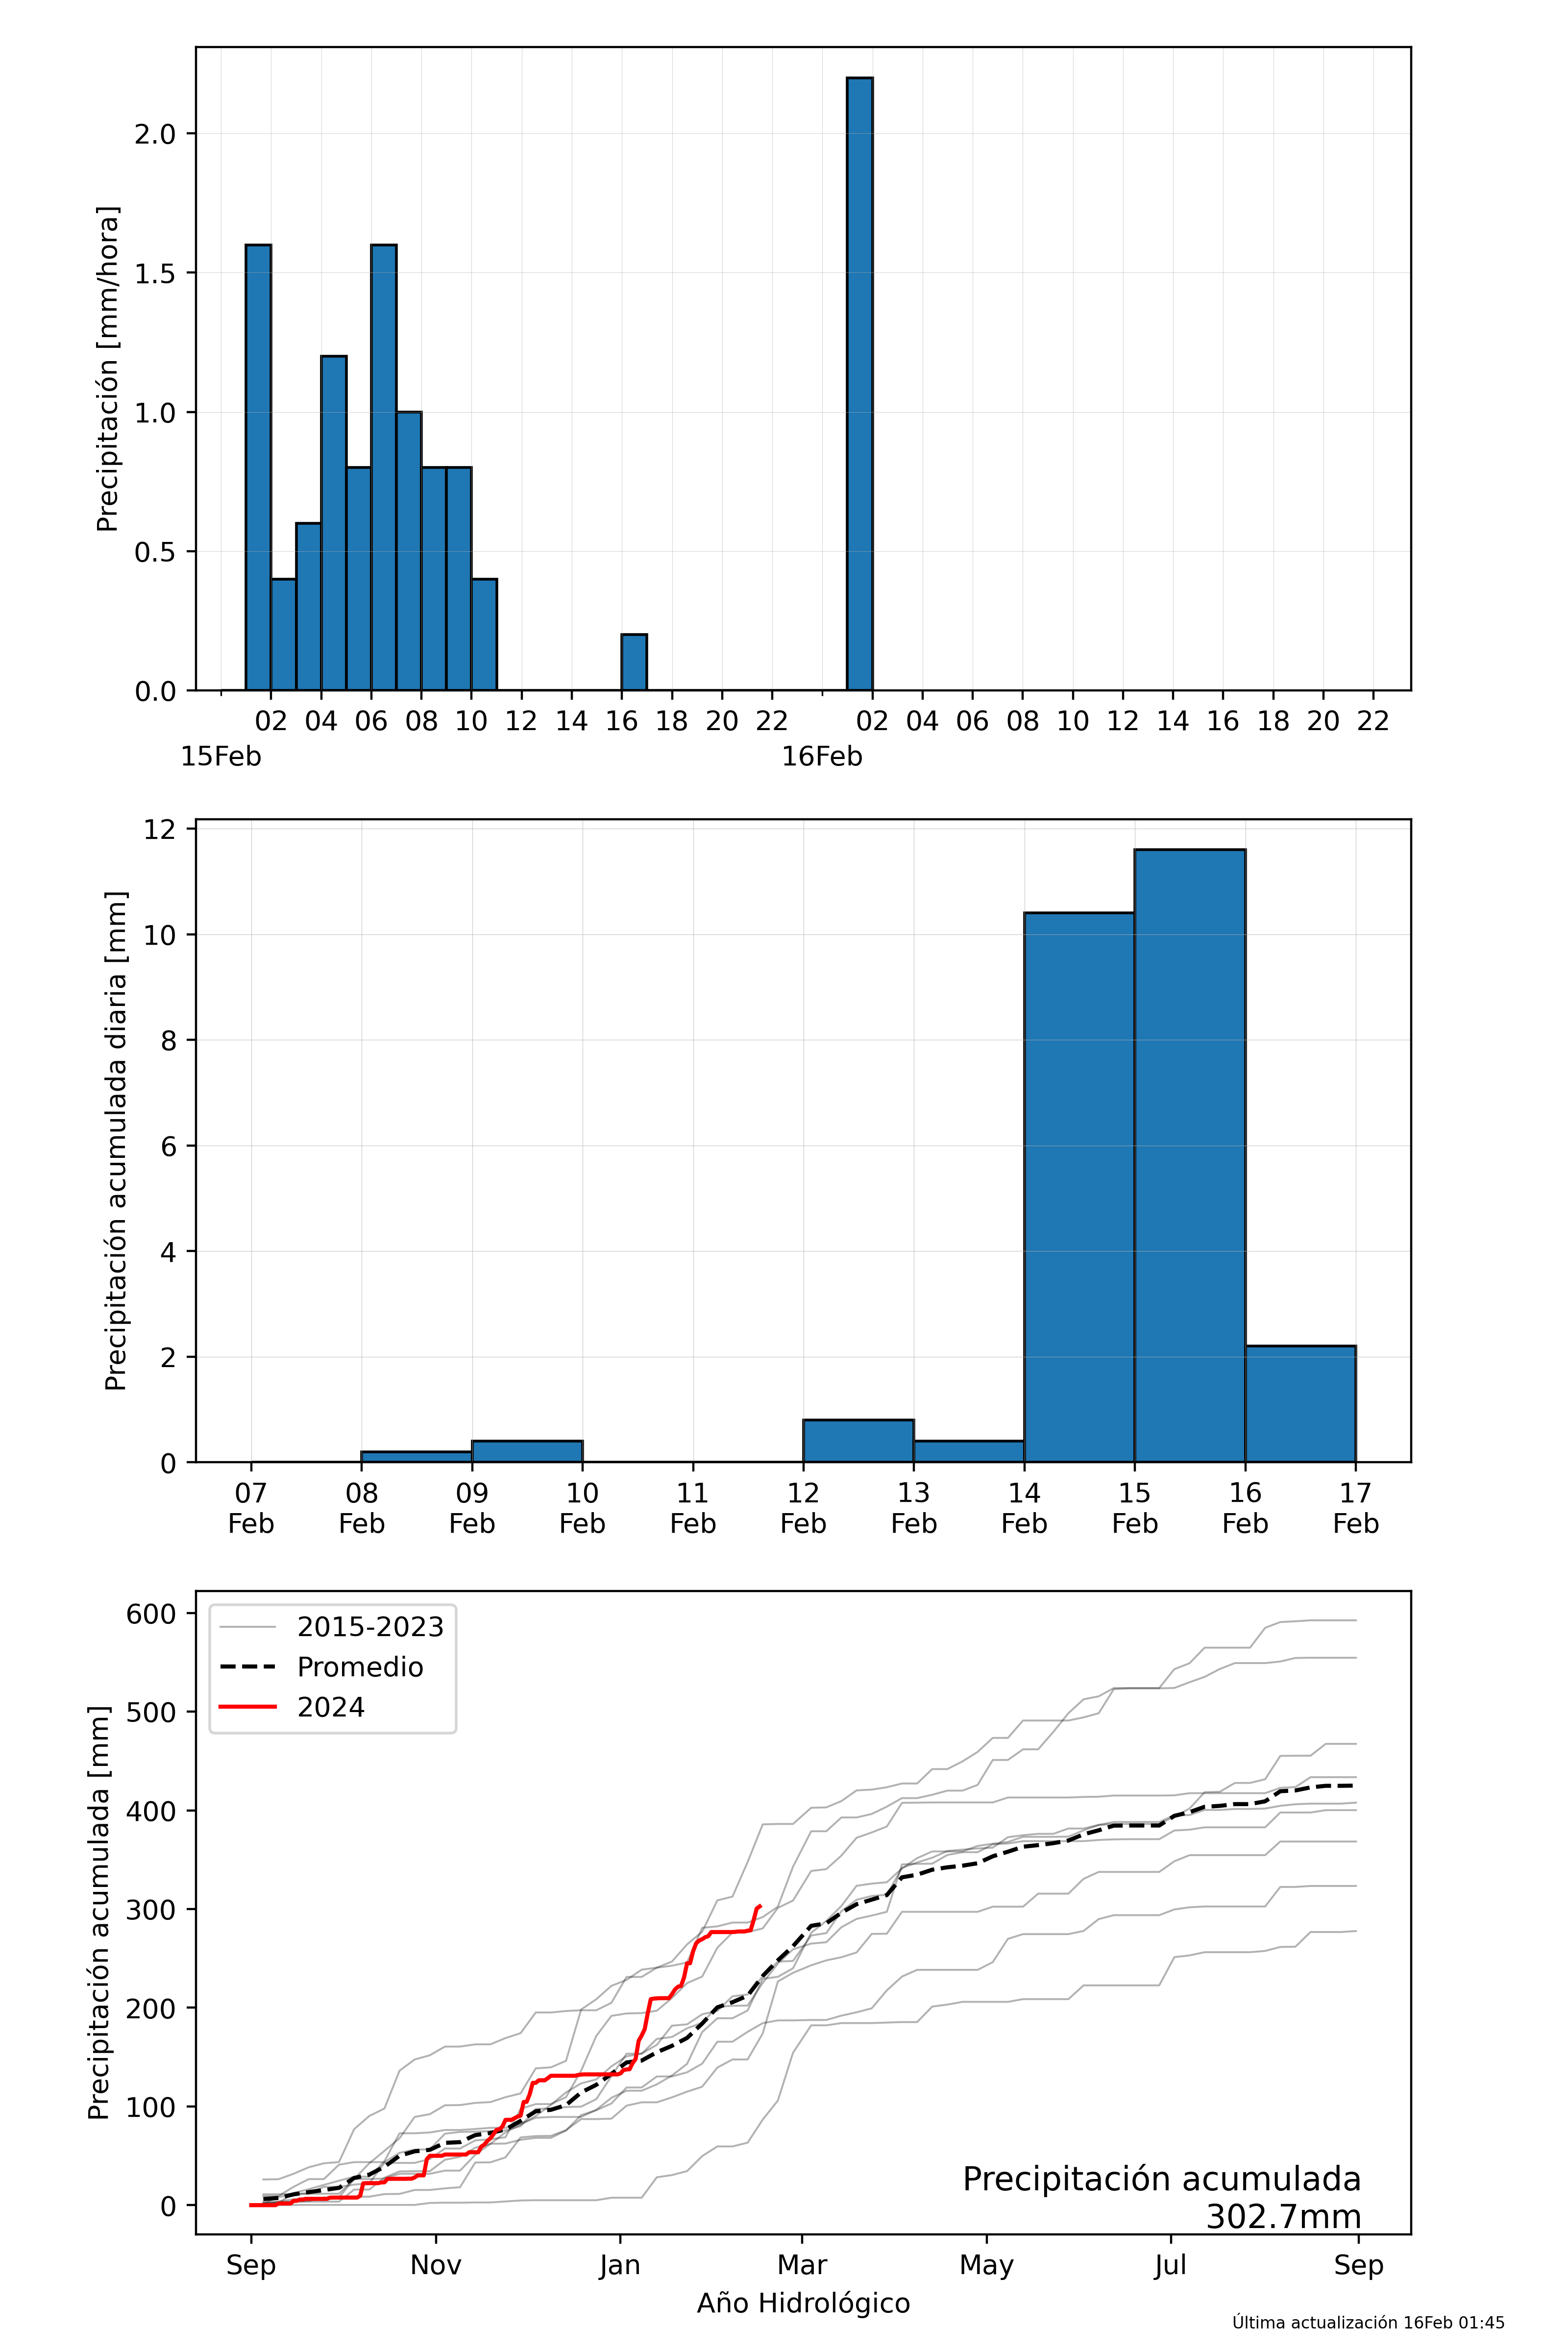 Precipitación [mm/hora]
2.0
1.5
1.0
0.5
0.0
02 04 06 08 10 12 14 16 18 20 22 02 04 06 08 10 12 14 16 18 20 22
15Feb 16Feb
Precipitación acumulada diaria [mm]
12
10
8
6
4
2
0
07 08 09 10 11 12 13 14 15 16 17
Feb Feb Feb Feb Feb Feb Feb Feb Feb Feb Feb
Precipitación acumulada [mm]
600
500
400
300
200
100
0
2015-2023
Promedio
2024
Precipitación acumulada
302.7mm
Sep Nov Jan Mar May Jul Sep
Año Hidrológico
Última actualización 16Feb 01:45